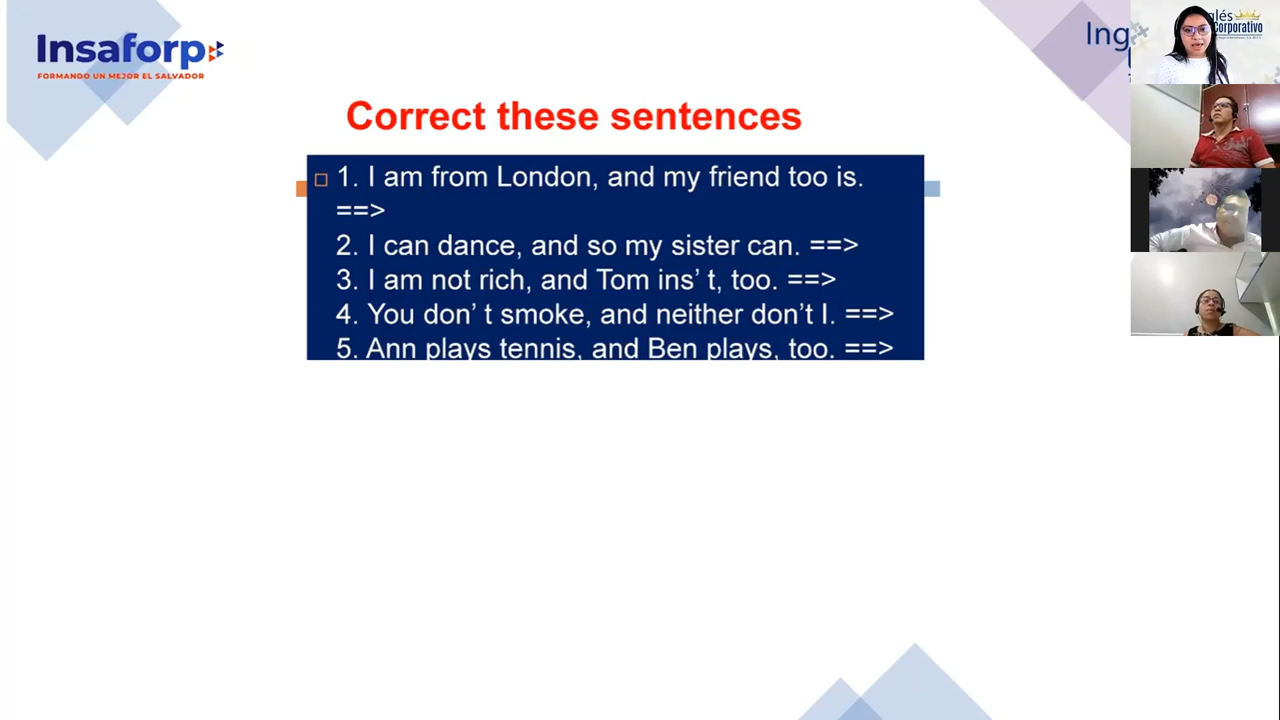 Insaforp
FORMANDO UN MEJOR EL SALVADOR
Ing
glés
Corporativo
Correct these sentences
1. I am from London, and my friend too is.
==>
2. I can dance, and so my sister can. ==>
3. I am not rich, and Tom ins’ t, too. ==>
4. You don’ t smoke, and neither don’t I. ==>
5. Ann plays tennis, and Ben plays, too. ==>